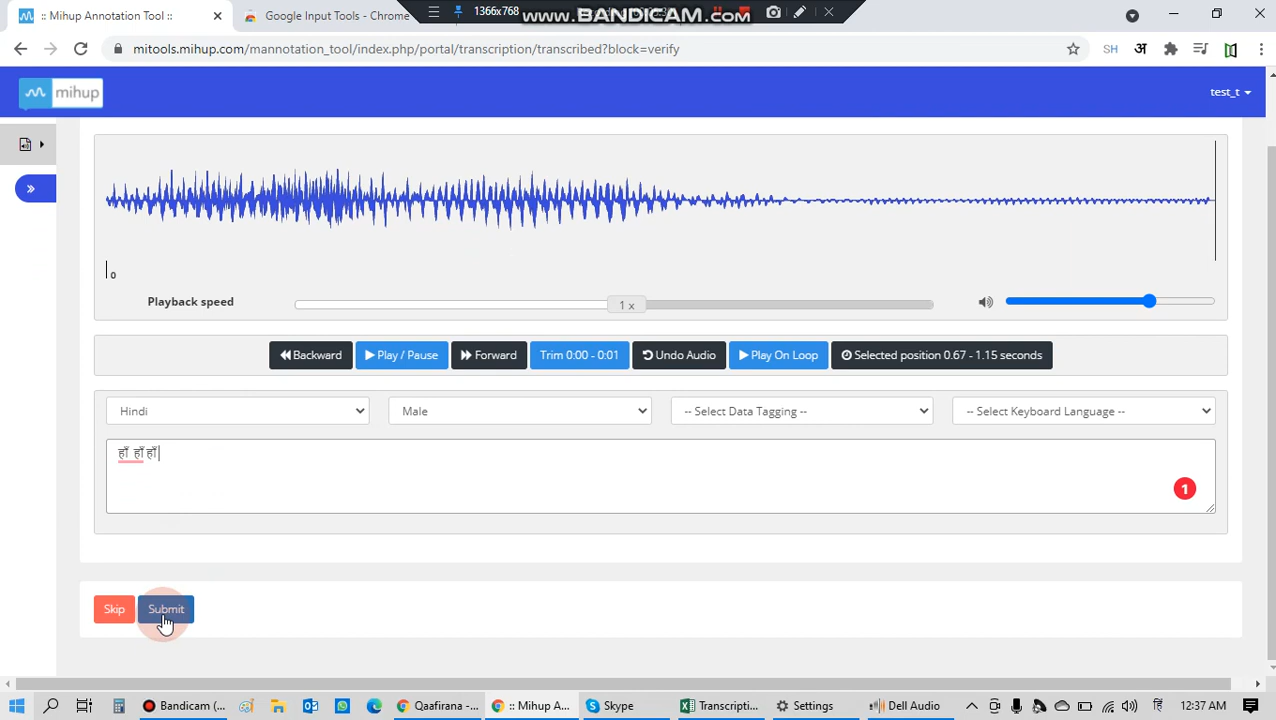 :: Mihup Annotation Tool ::
Google Input Tools - Chrome
1366x768
www.BANDICAM.com
mitools.mihup.com/mannotation_tool/index.php/portal/transcription/transcribed?block=verify
SH
अ
mihup
test_t
0
Playback speed
1 x
Backward
Play / Pause
Forward
Trim 0:00 - 0:01
Undo Audio
Play On Loop
Selected position 0.67 - 1.15 seconds
Hindi
Male
-- Select Data Tagging --
-- Select Keyboard Language --
हाँ हाँ हाँ
1
Skip
Submit
Bandicam (...
Qaafirana -...
:: Mihup A...
Skype
Transcripti...
Settings
Dell Audio
12:37 AM